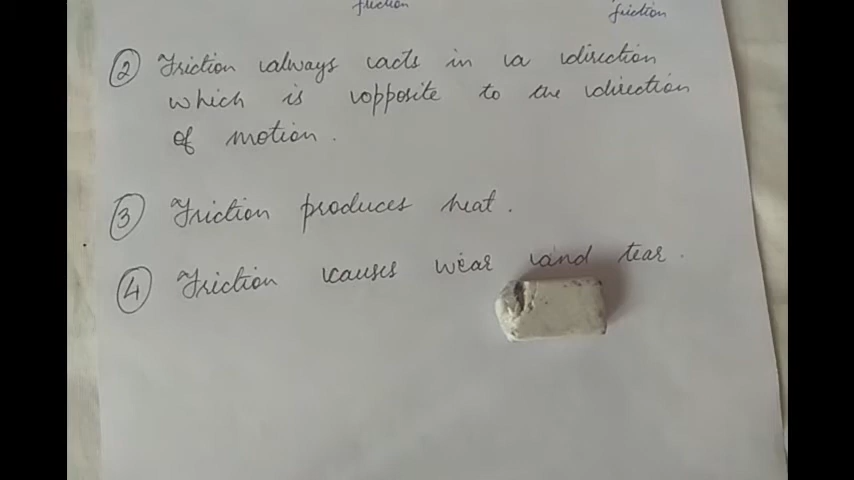 friction friction
② Friction always acts in a direction
which is opposite to the direction
of motion.
③ Friction produces heat.
④ Friction causes wear and tear.